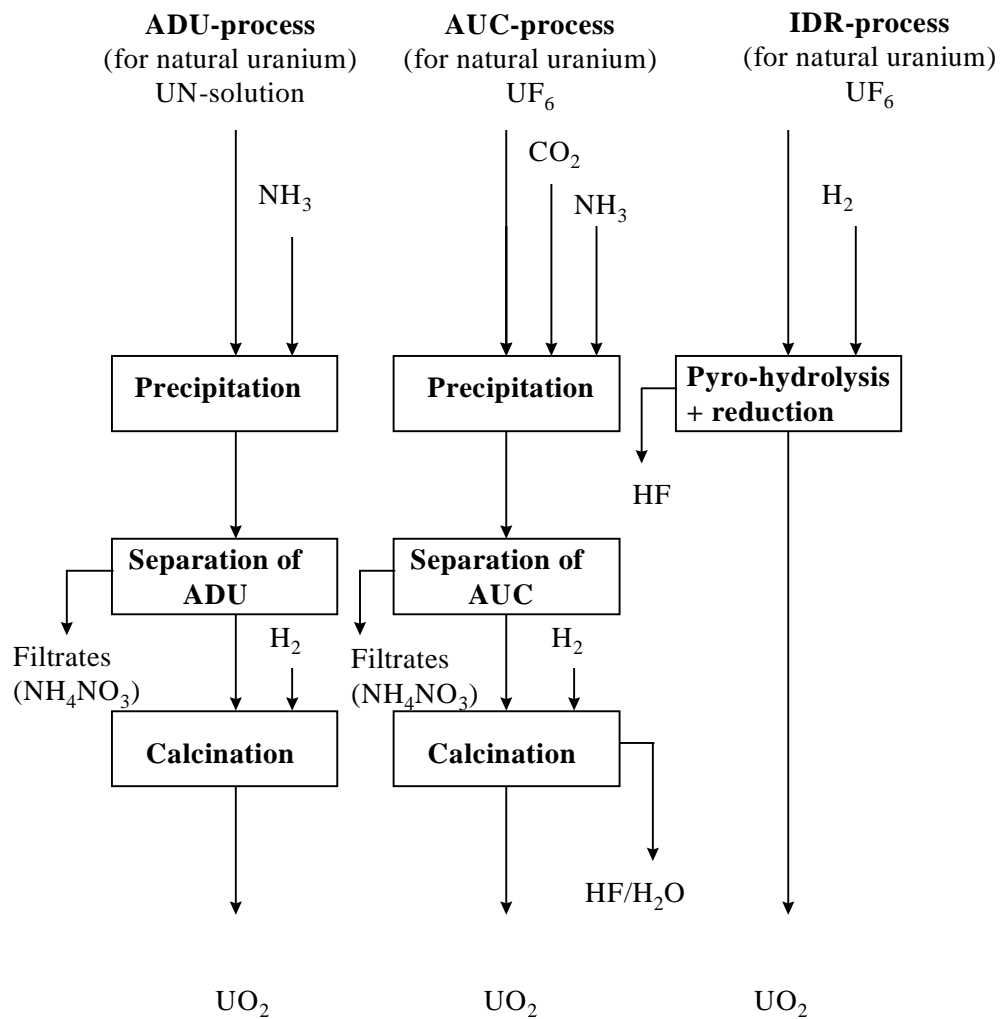 ADU-process
(for natural uranium)
UN-solution
AUC-process
(for natural uranium)
UF₆
IDR-process
(for natural uranium)
UF₆
NH₃
CO₂
NH₃
H₂
Precipitation
Precipitation
Pyro-hydrolysis
+ reduction
HF
Separation of
ADU
Separation of
AUC
Filtrates
(NH₄NO₃)
H₂
Filtrates
(NH₄NO₃)
H₂
Calcination
Calcination
HF/H₂O
UO₂
UO₂
UO₂